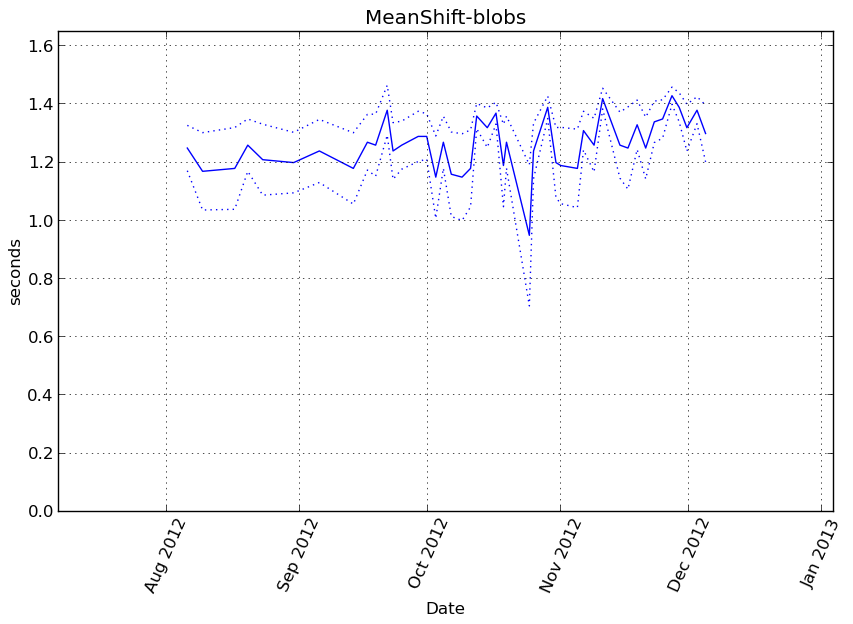 MeanShift-blobs
1.6
1.4
1.2
1.0
0.8
0.6
0.4
0.2
0.0
seconds
Aug 2012
Sep 2012
Oct 2012
Nov 2012
Dec 2012
Jan 2013
Date